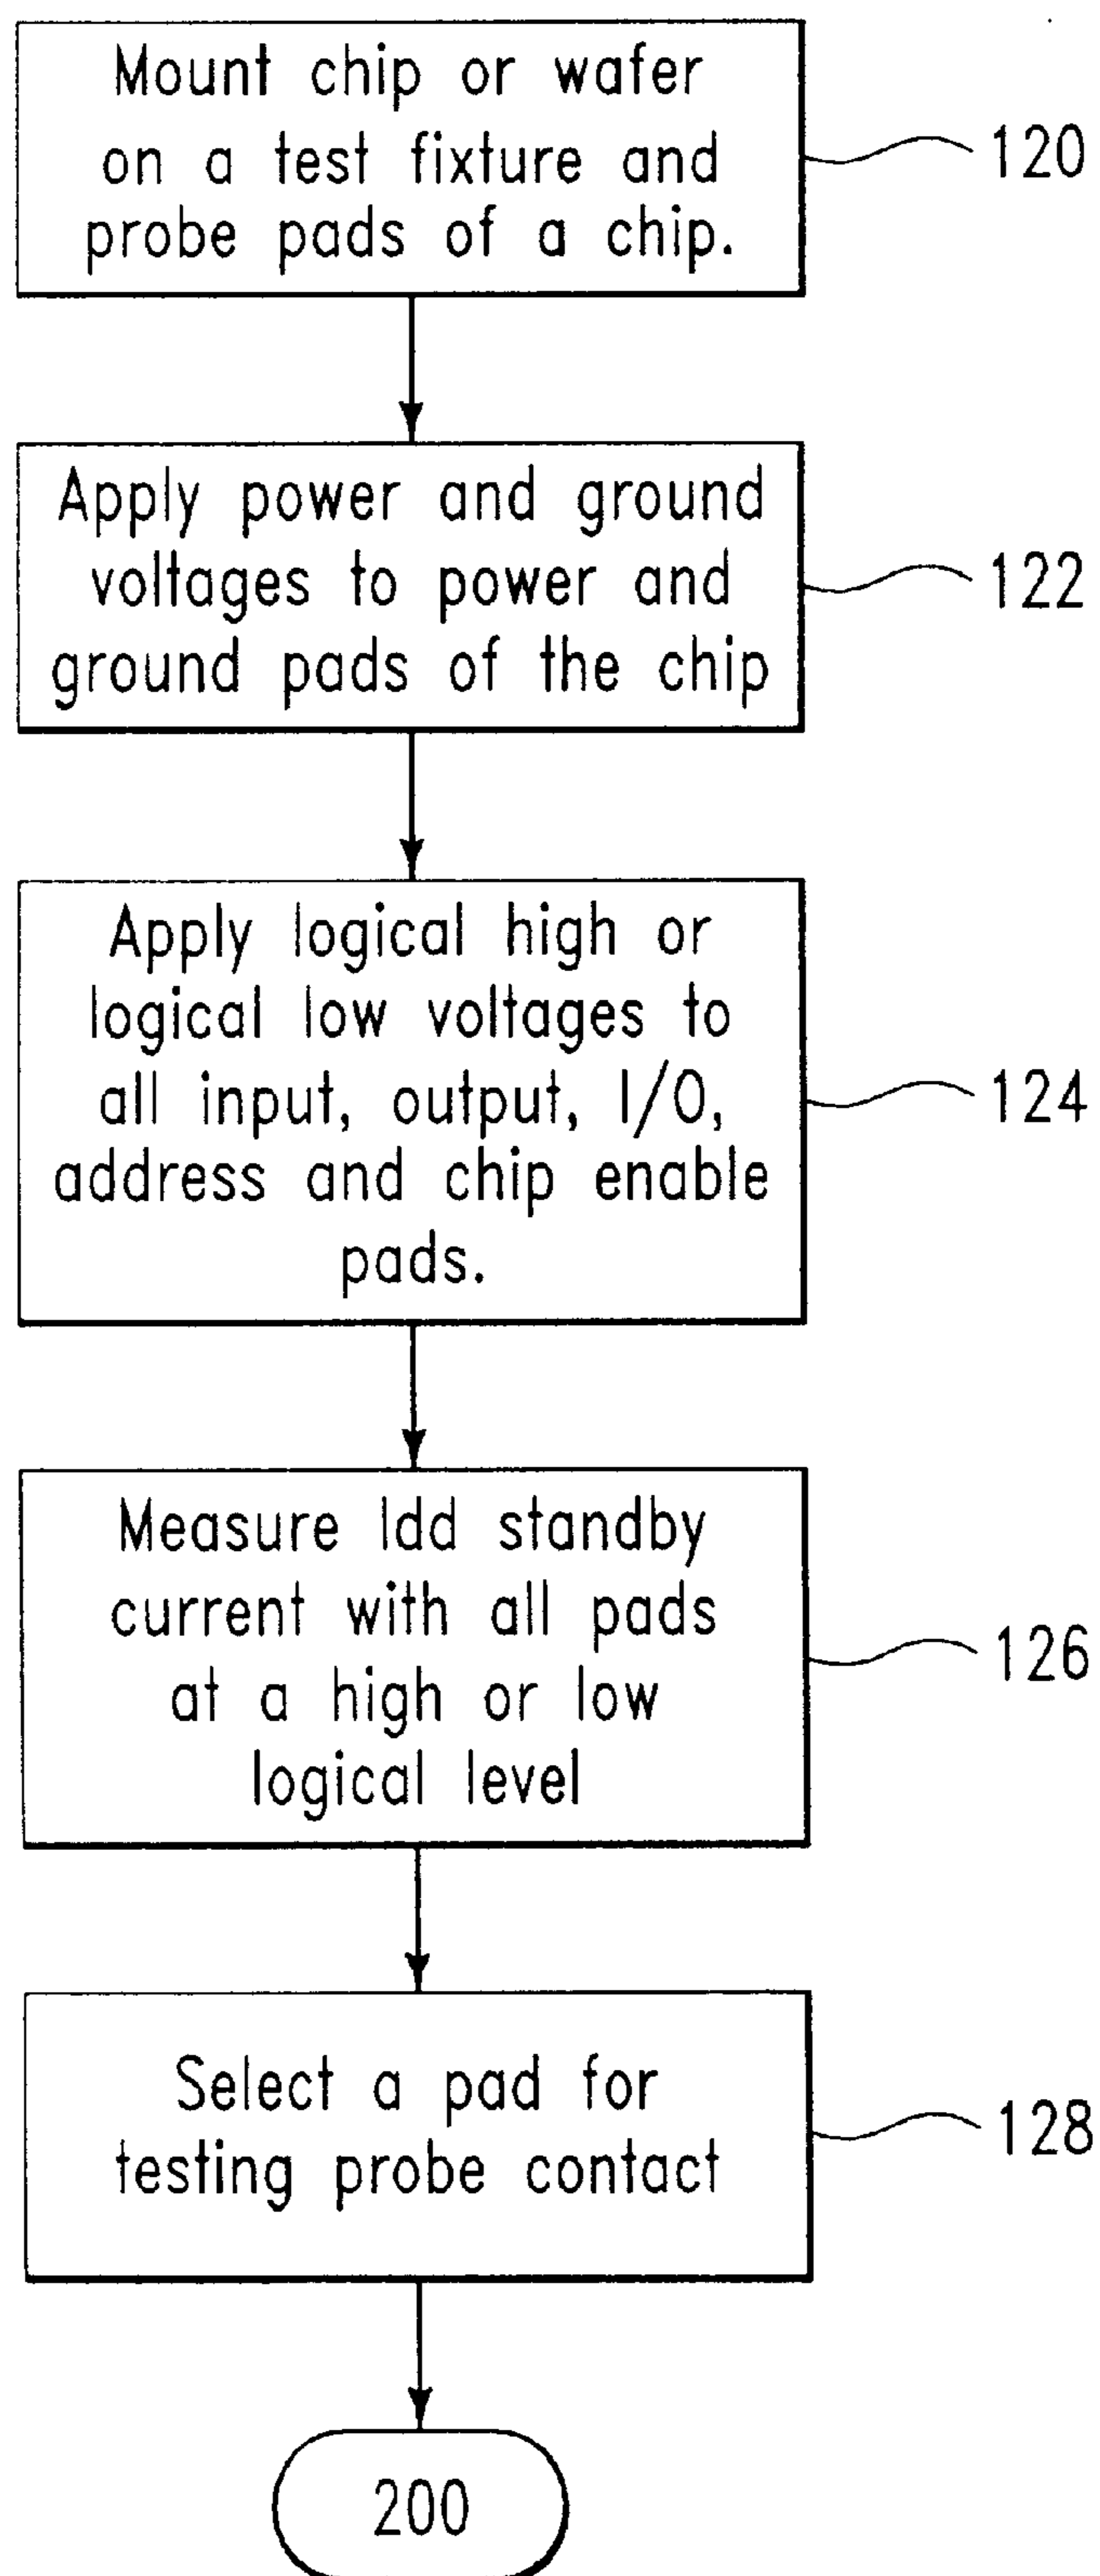 Mount chip or wafer
on a test fixture and
probe pads of a chip.
120
Apply power and ground
voltages to power and
ground pads of the chip
122
Apply logical high or
logical low voltages to
all input, output, I/O,
address and chip enable
pads.
124
Measure Idd standby
current with all pads
at a high or low
logical level
126
Select a pad for
testing probe contact
128
200